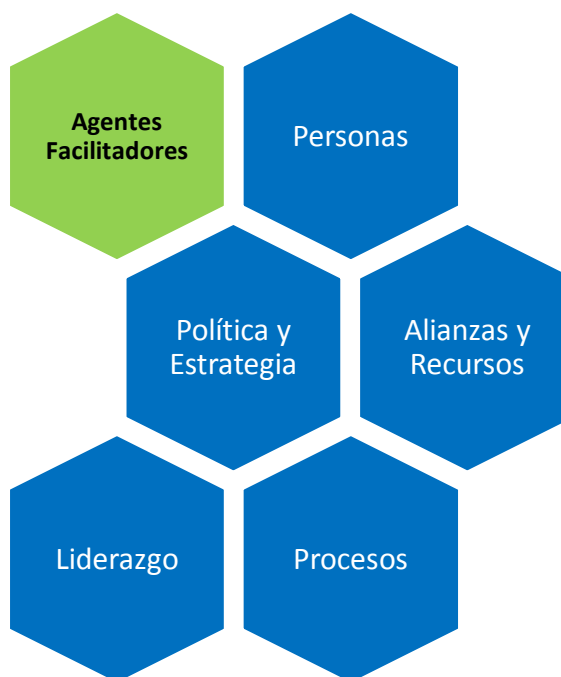 Agentes
Facilitadores
Personas
Política y
Estrategia
Alianzas y
Recursos
Liderazgo
Procesos